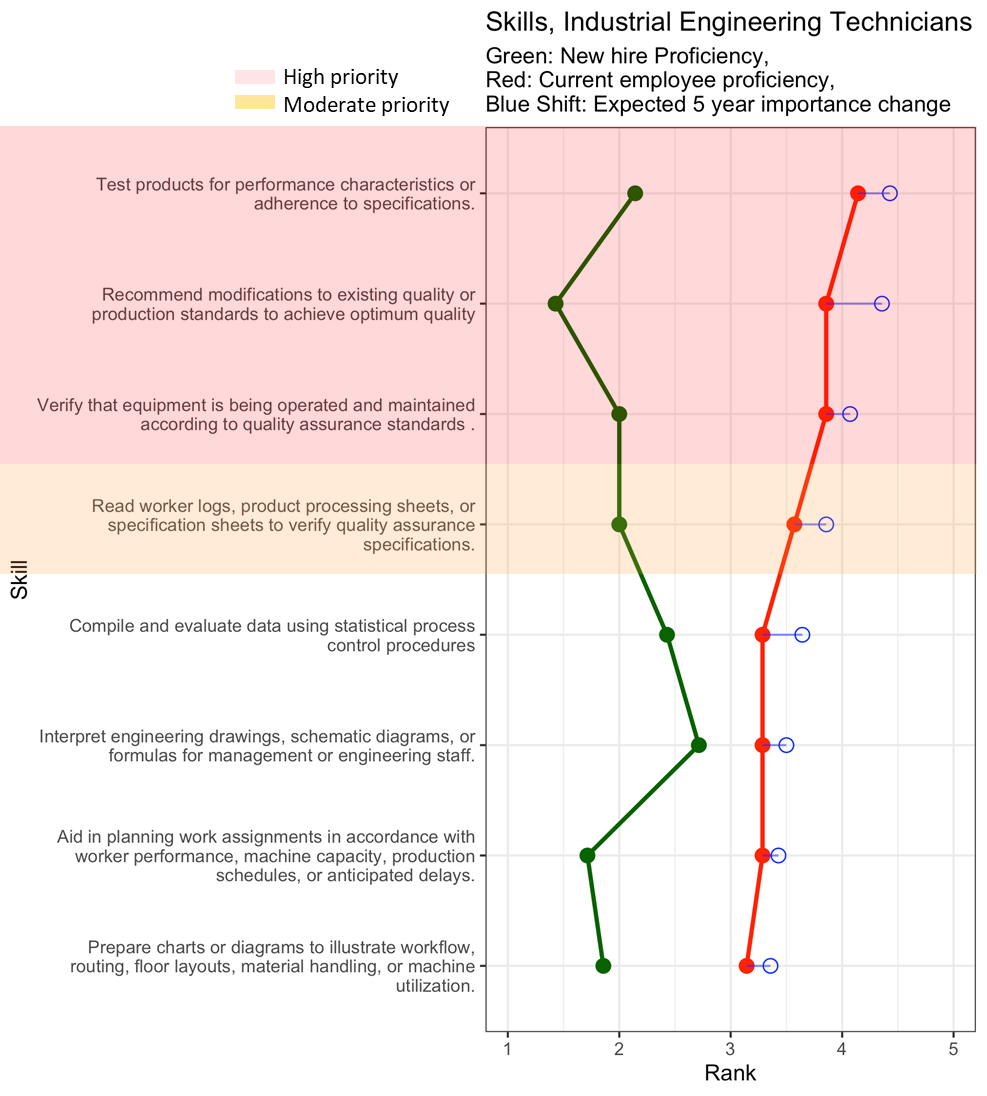 Skills, Industrial Engineering Technicians
Green: New hire Proficiency,
Red: Current employee proficiency,
Blue Shift: Expected 5 year importance change
High priority
Moderate priority
Test products for performance characteristics or
adherence to specifications.
Recommend modifications to existing quality or
production standards to achieve optimum quality
Verify that equipment is being operated and maintained
according to quality assurance standards .
Read worker logs, product processing sheets, or
specification sheets to verify quality assurance
specifications.
Compile and evaluate data using statistical process
control procedures
Interpret engineering drawings, schematic diagrams, or
formulas for management or engineering staff.
Aid in planning work assignments in accordance with
worker performance, machine capacity, production
schedules, or anticipated delays.
Prepare charts or diagrams to illustrate workflow,
routing, floor layouts, material handling, or machine
utilization.
Skill
1 2 3 4 5
Rank